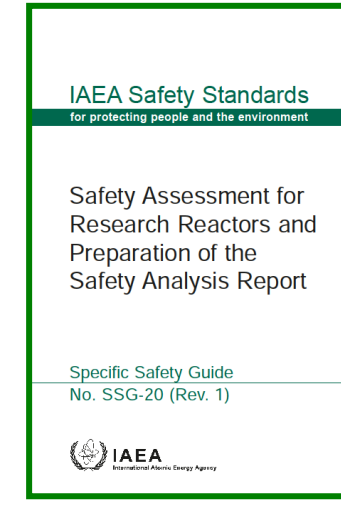 IAEA Safety Standards
for protecting people and the environment
Safety Assessment for
Research Reactors and
Preparation of the
Safety Analysis Report
Specific Safety Guide
No. SSG-20 (Rev. 1)
IAEA
International Atomic Energy Agency